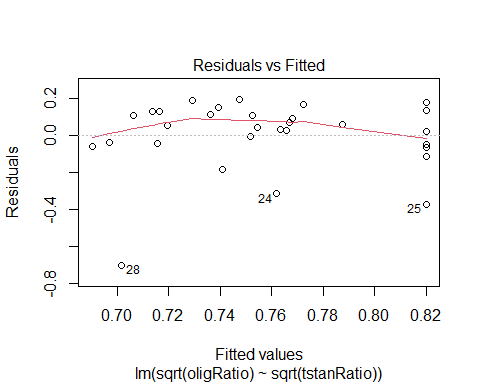 Residuals vs Fitted
Residuals
0.2
0.0
-0.4
-0.8
24
25
28
0.70 0.72 0.74 0.76 0.78 0.80 0.82
Fitted values
lm(sqrt(oligRatio) ~ sqrt(tstanRatio))